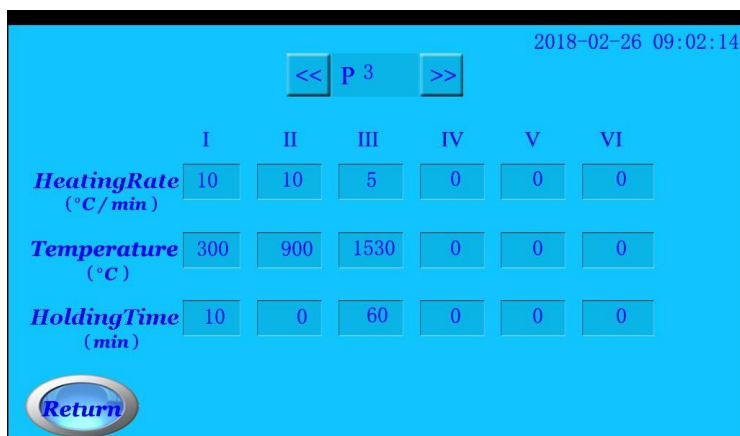 2018-02-26 09:02:14
<< P 3 >>
I II III IV V VI
HeatingRate 10 10 5 0 0 0
(°C/min)
Temperature 300 900 1530 0 0 0
(°C)
HoldingTime 10 0 60 0 0 0
(min)
Return